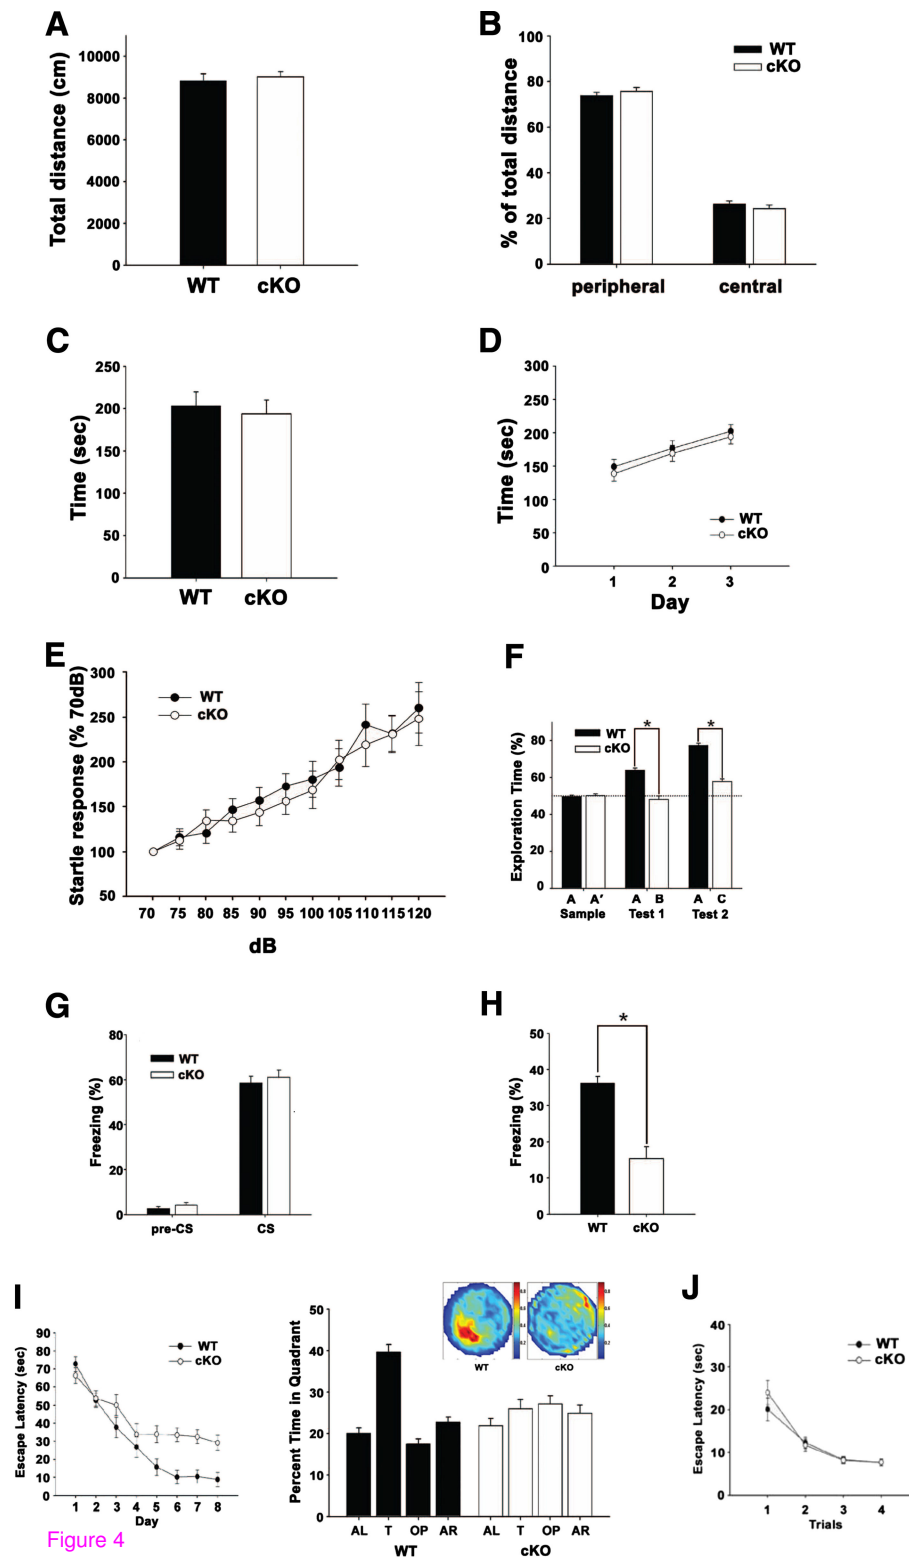 A
Total distance (cm)
10000
8000
6000
4000
2000
0
WT cKO
B
% of total distance
100
80
60
40
20
0
WT
cKO
peripheral central
C
Time (sec)
250
200
150
100
50
0
WT cKO
D
Time (sec)
300
250
200
150
100
50
0
WT
cKO
1 2 3
Day
E
Startle response (% 70dB)
300
250
200
150
100
50
WT
cKO
70 75 80 85 90 95 100 105 110 115 120
dB
F
Exploration Time (%)
80
60
40
20
0
WT
cKO
* *
A A′ A B A C
Sample Test 1 Test 2
G
Freezing (%)
80
60
40
20
0
WT
cKO
pre-CS CS
H
Freezing (%)
50
40
30
20
10
0
*
WT cKO
I
Escape Latency (sec)
90
80
70
60
50
40
30
20
10
0
WT
cKO
1 2 3 4 5 6 7 8
Day
Percent Time in Quadrant
50
40
30
20
10
0
WT cKO
AL T OP AR AL T OP AR
WT cKO
J
Escape Latency (sec)
40
30
20
10
0
WT
cKO
1 2 3 4
Trials
Figure 4